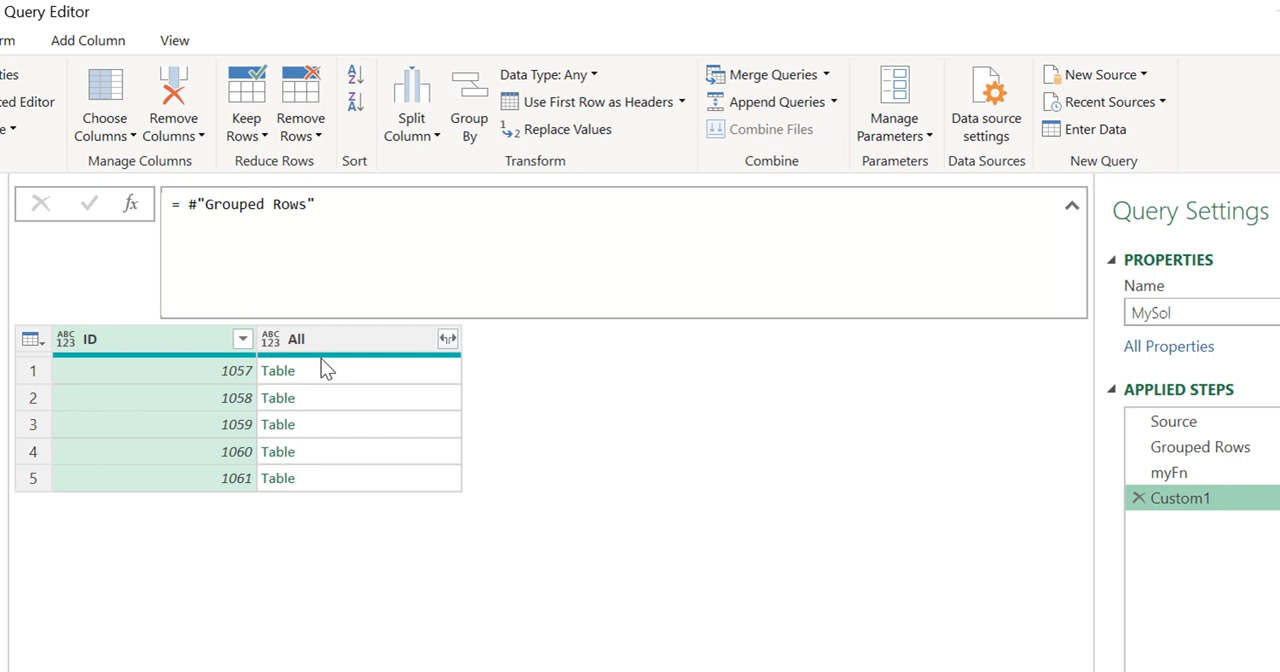 Query Editor
rm Add Column View
ties
ced Editor
e
Choose Columns
Remove Columns
Manage Columns
Keep Rows
Remove Rows
Reduce Rows
Sort
Split Column
Group By
Data Type: Any
Use First Row as Headers
Replace Values
Transform
Merge Queries
Append Queries
Combine Files
Combine
Manage Parameters
Parameters
Data source settings
Data Sources
New Source
Recent Sources
Enter Data
New Query
fx = #"Grouped Rows"
ABC 123 ID ABC 123 All
1 1057 Table
2 1058 Table
3 1059 Table
4 1060 Table
5 1061 Table
Query Settings
PROPERTIES
Name
MySol
All Properties
APPLIED STEPS
Source
Grouped Rows
myFn
Custom1